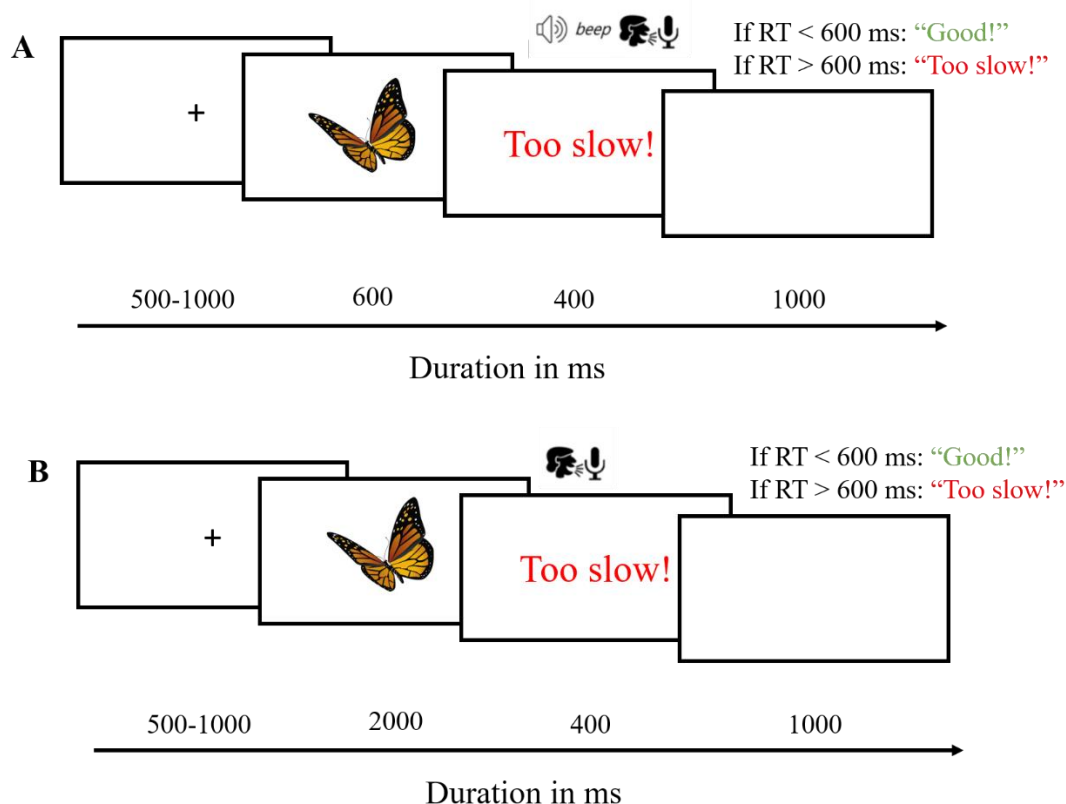 A
beep
If RT < 600 ms: “Good!”
If RT > 600 ms: “Too slow!”
+
Too slow!
500-1000 600 400 1000
Duration in ms
B
If RT < 600 ms: “Good!”
If RT > 600 ms: “Too slow!”
+
Too slow!
500-1000 2000 400 1000
Duration in ms